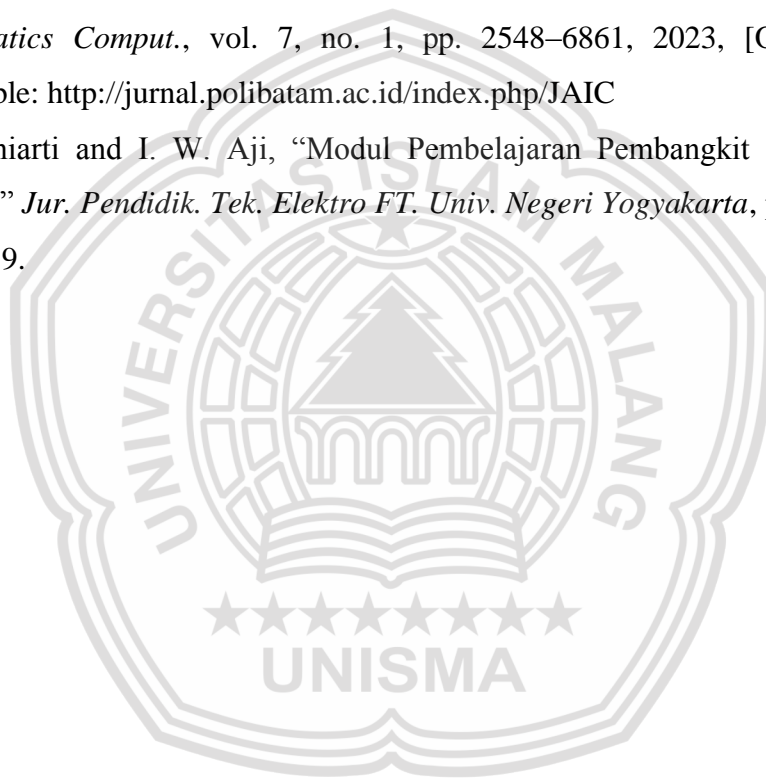 atics Comput., vol. 7, no. 1, pp. 2548–6861, 2023, [O
ble: http://jurnal.polibatam.ac.id/index.php/JAIC
niarti and I. W. Aji, “Modul Pembelajaran Pembangkit
” Jur. Pendidik. Tek. Elektro FT. Univ. Negeri Yogyakarta,
9.
UNIVERSITAS ISLAM MALANG
UNISMA